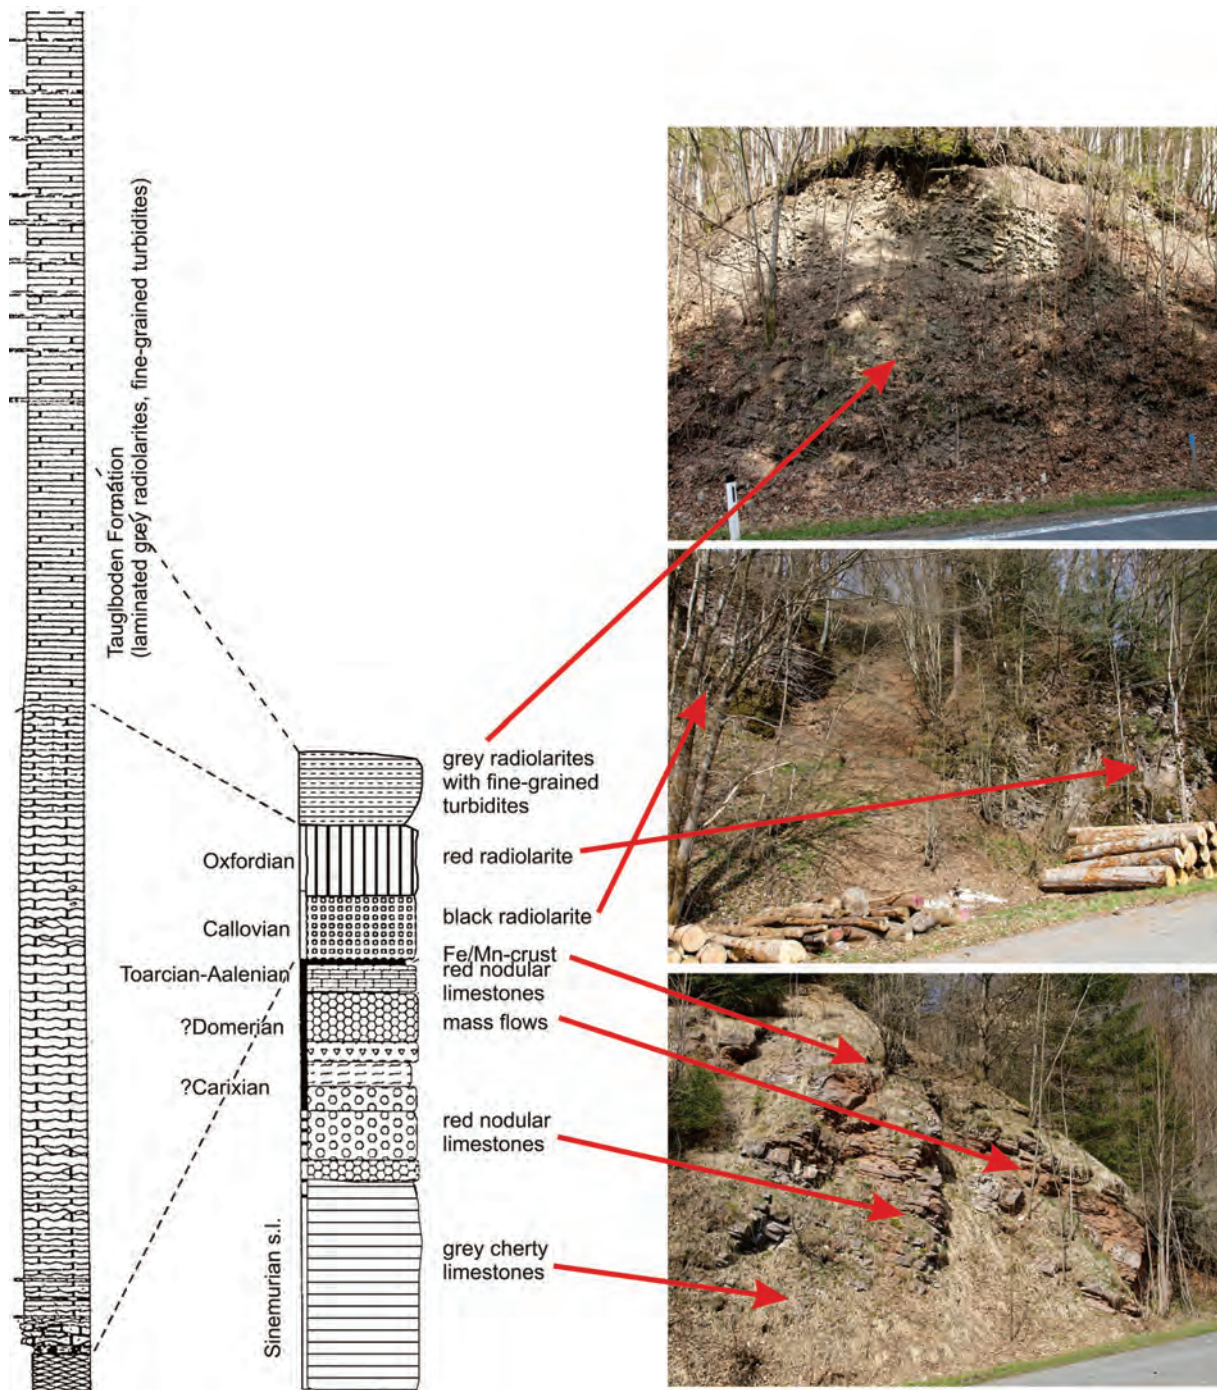 Tauglboden Formation
(laminated grey radiolarites, fine-grained turbidites)
grey radiolarites
with fine-grained
turbidites
Oxfordian
red radiolarite
Callovian
black radiolarite
Fe/Mn-crust
Toarcian-Aalenian
red nodular
limestones
?Domerian
mass flows
?Carixian
red nodular
limestones
Sinemurian s.l.
grey cherty
limestones